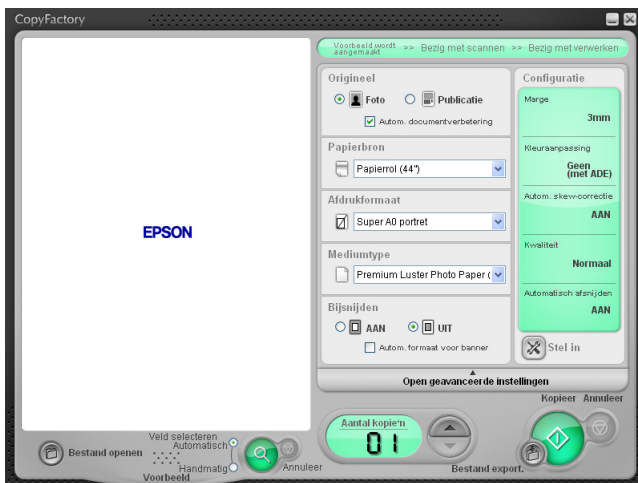 CopyFactory
Voorbeeld wordt aangemaakt >> Bezig met scannen >> Bezig met verwerken
Origineel
Foto
Publicatie
Autom. documentverbetering
Papierbron
Papierrol (44")
Afdrukformaat
Super A0 portret
Mediumtype
Premium Luster Photo Paper (
Bijsnijden
AAN
UIT
Autom. formaat voor banner
Configuratie
Marge
3mm
Kleuraanpassing
Geen
(met ADE)
Autom. skew-correctie
AAN
Kwaliteit
Normaal
Automatisch afsnijden
AAN
Stel in
EPSON
Open geavanceerde instellingen
Bestand openen
Veld selecteren
Automatisch
Handmatig
Voorbeeld
Annuleer
Aantal kopie'n
01
Kopieer
Annuleer
Bestand export.